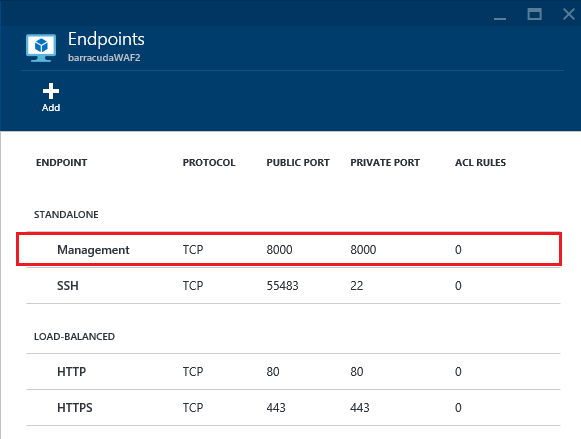 Endpoints
barracudaWAF2
Add
ENDPOINT PROTOCOL PUBLIC PORT PRIVATE PORT ACL RULES
STANDALONE
Management TCP 8000 8000 0
SSH TCP 55483 22 0
LOAD-BALANCED
HTTP TCP 80 80 0
HTTPS TCP 443 443 0